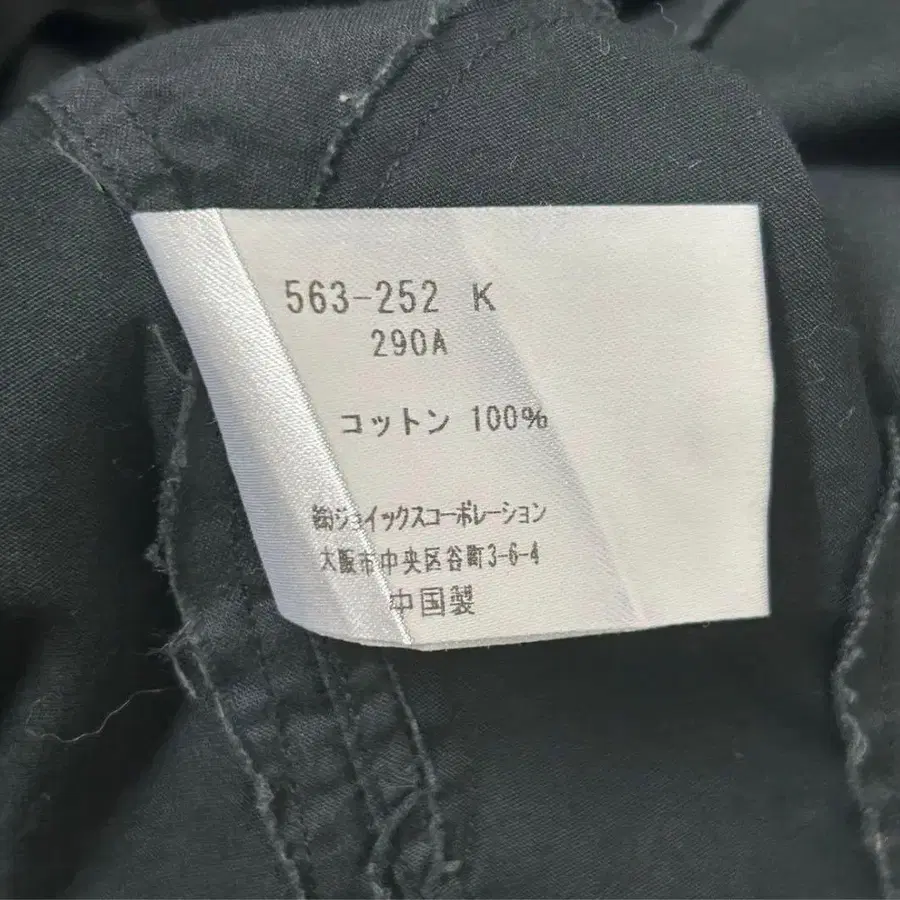 563-252 K
290A
コットン 100%
㈱ジョイックスコーポレーション
大阪市中央区谷町3-6-4
中国製